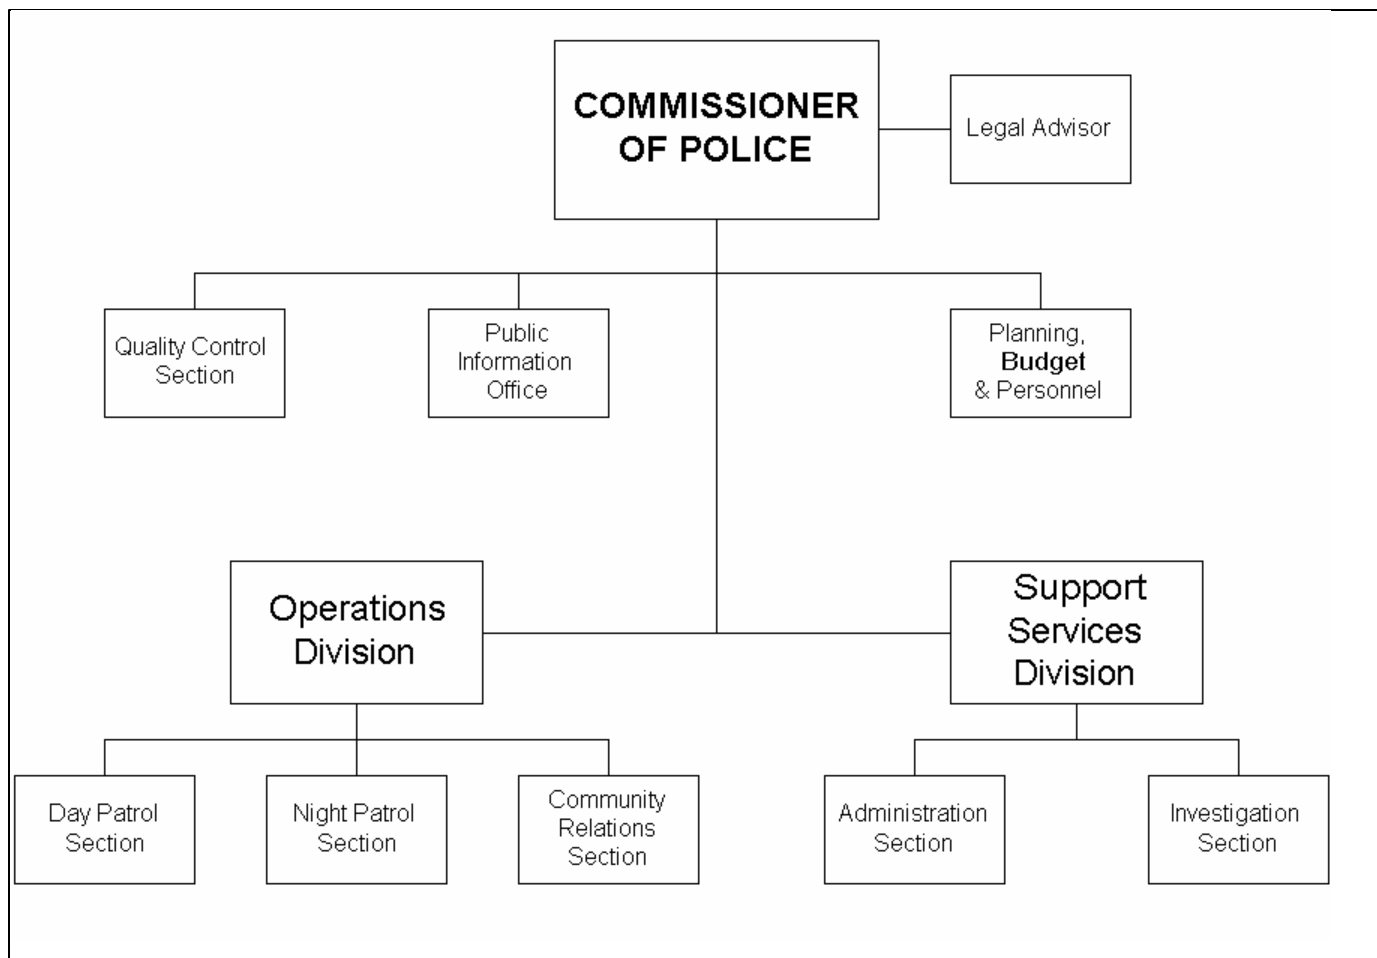 COMMISSIONER
OF POLICE
Legal Advisor
Quality Control
Section
Public
Information
Office
Planning,
Budget
& Personnel
Operations
Division
Support
Services
Division
Day Patrol
Section
Night Patrol
Section
Community
Relations
Section
Administration
Section
Investigation
Section